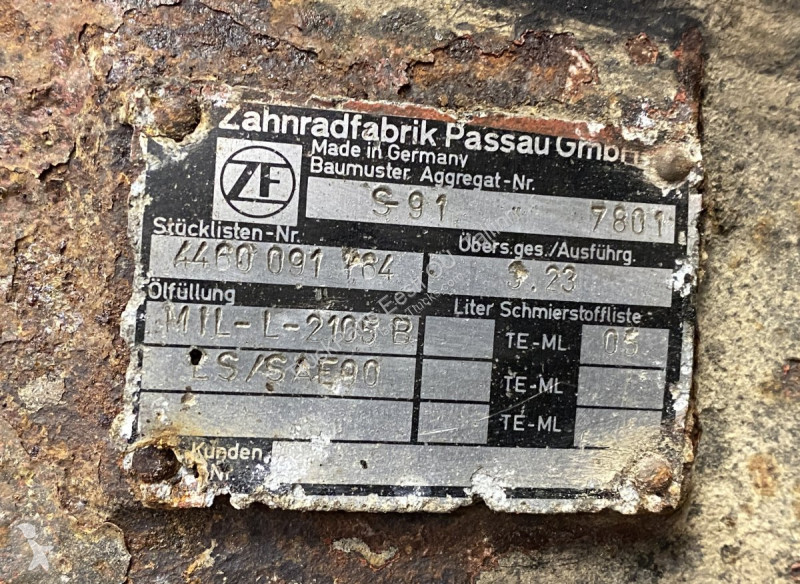 Zahnradfabrik Passau GmbH
ZF
Made in Germany
Baumuster Aggregat-Nr.
S-91 7801
Stücklisten-Nr. Übers.ges./Ausführg.
4460 091 164 9.23
Ölfüllung Liter Schmierstoffliste
MIL-L-2105 B TE-ML 05
LS/SAE90 TE-ML
TE-ML
Kunden
Nr